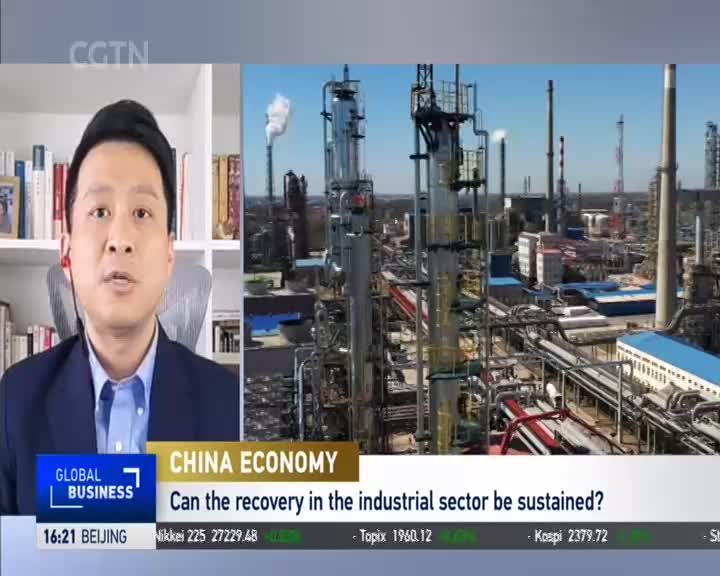 CGTN
CHINA ECONOMY
GLOBAL
BUSINESS
Can the recovery in the industrial sector be sustained?
16:21 BEIJING
Nikkei 225 27229.48 · Topix 1960.12 · Kospi 2379.72 · S